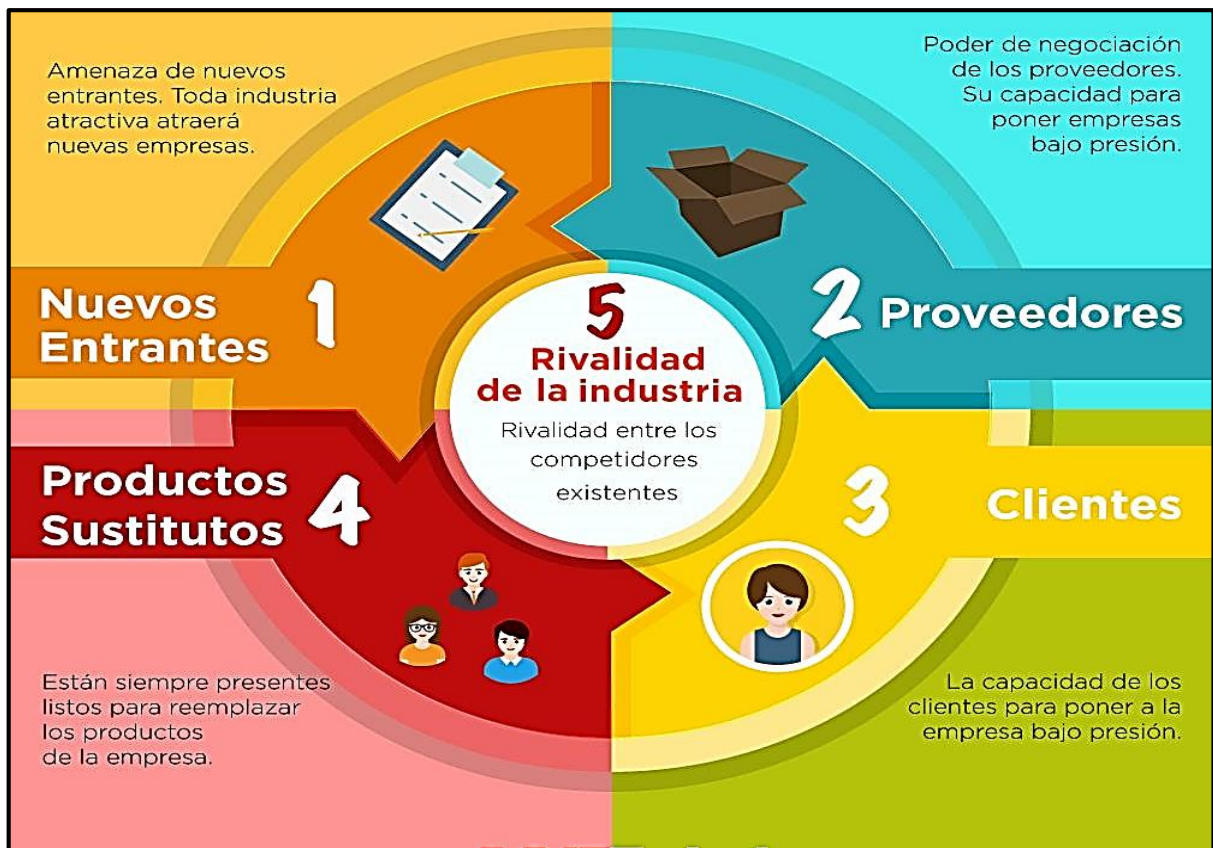 Amenaza de nuevos
entrantes. Toda industria
atractiva atraerá
nuevas empresas.
Poder de negociación
de los proveedores.
Su capacidad para
poner empresas
bajo presión.
Nuevos
Entrantes
1
2
Proveedores
5
Rivalidad
de la industria
Rivalidad entre los
competidores
existentes
Productos
Sustitutos
4
3
Clientes
Están siempre presentes
listos para reemplazar
los productos
de la empresa.
La capacidad de los
clientes para poner a la
empresa bajo presión.